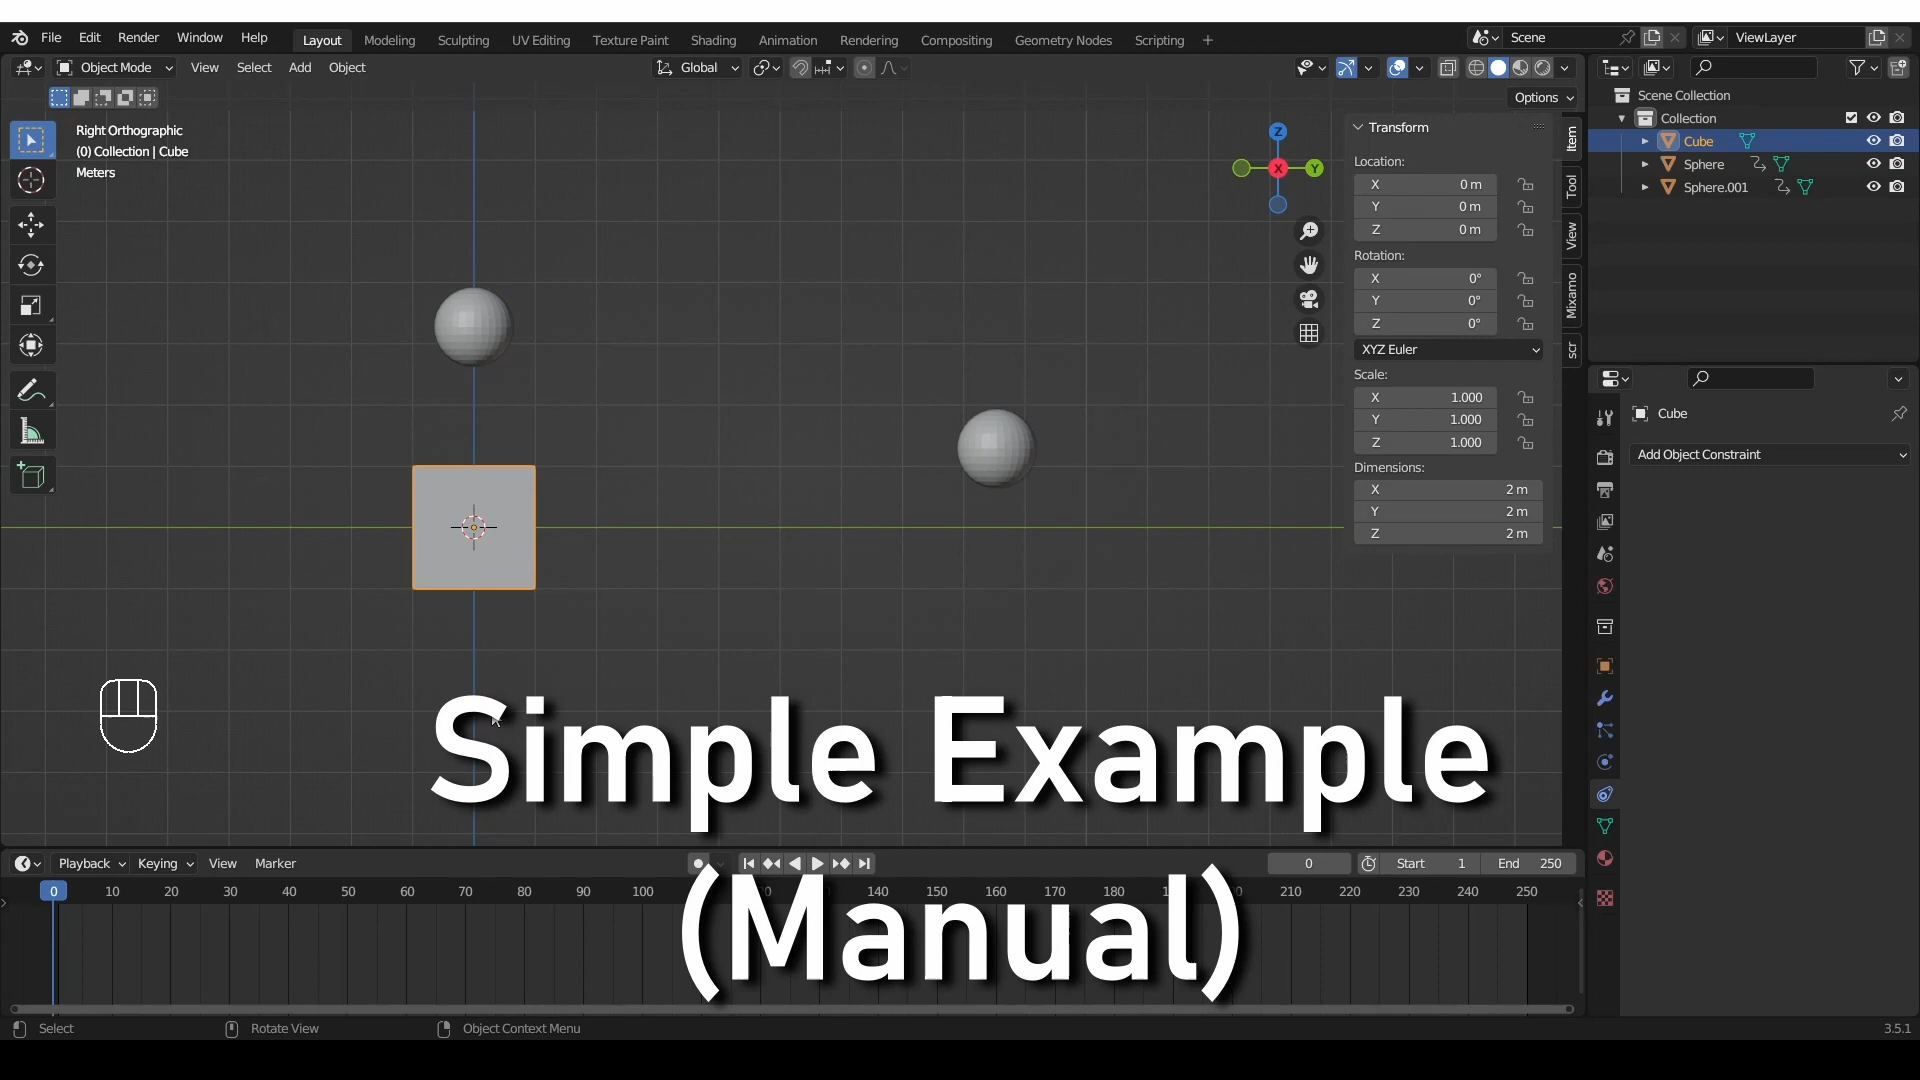 File Edit Render Window Help Layout Modeling Sculpting UV Editing Texture Paint Shading Animation Rendering Compositing Geometry Nodes Scripting + Scene ViewLayer
Object Mode View Select Add Object Global
Options
Right Orthographic
(0) Collection | Cube
Meters
Z
X
Y
Transform
Location:
X 0 m
Y 0 m
Z 0 m
Rotation:
X 0°
Y 0°
Z 0°
XYZ Euler
Scale:
X 1.000
Y 1.000
Z 1.000
Dimensions:
X 2 m
Y 2 m
Z 2 m
Item
Tool
View
Mixamo
scr
Scene Collection
Collection
Cube
Sphere
Sphere.001
Cube
Add Object Constraint
Simple Example
(Manual)
Playback Keying View Marker 0 Start 1 End 250
0 10 20 30 40 50 60 70 80 90 100 140 150 160 170 180 210 220 230 240 250
Select Rotate View Object Context Menu 3.5.1